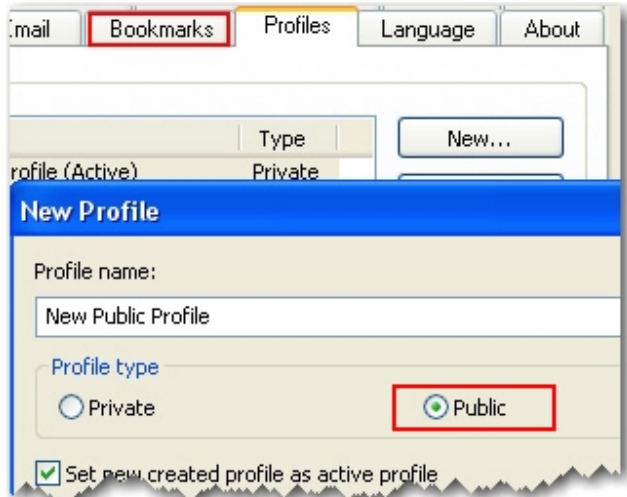 mail Bookmarks Profiles Language About
Type New...
rofile (Active) Private
New Profile
Profile name:
New Public Profile
Profile type
Private Public
Set new created profile as active profile